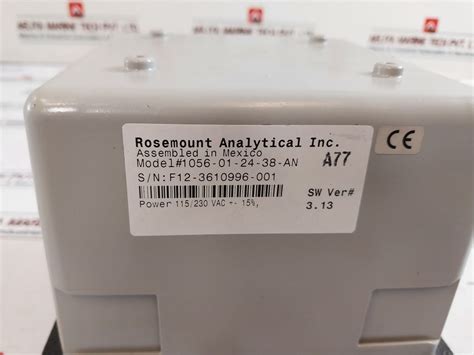 Rosemount Analytical Inc.
Assembled in Mexico
Model#1056-01-24-38-AN
A77
S/N: F12-3610996-001
SW Ver#
3.13
Power 115/230 VAC +- 15%,
CE